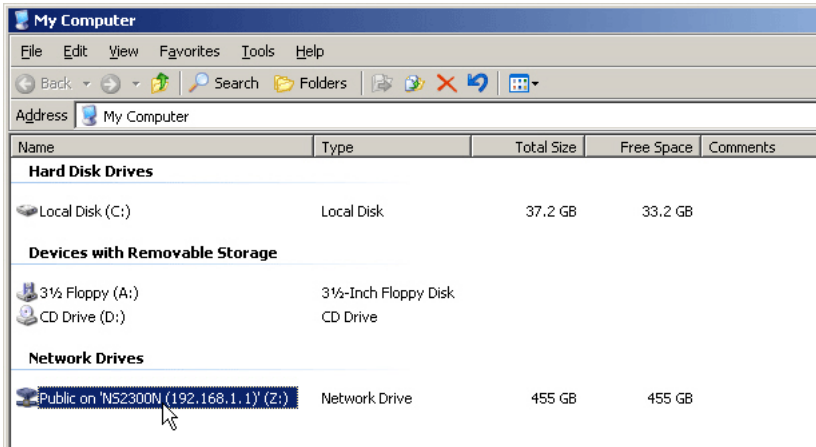 My Computer
File Edit View Favorites Tools Help
Back Search Folders
Address My Computer
Name Type Total Size Free Space Comments
Hard Disk Drives
Local Disk (C:) Local Disk 37.2 GB 33.2 GB
Devices with Removable Storage
3½ Floppy (A:) 3½-Inch Floppy Disk
CD Drive (D:) CD Drive
Network Drives
Public on 'NS2300N (192.168.1.1)' (Z:) Network Drive 455 GB 455 GB